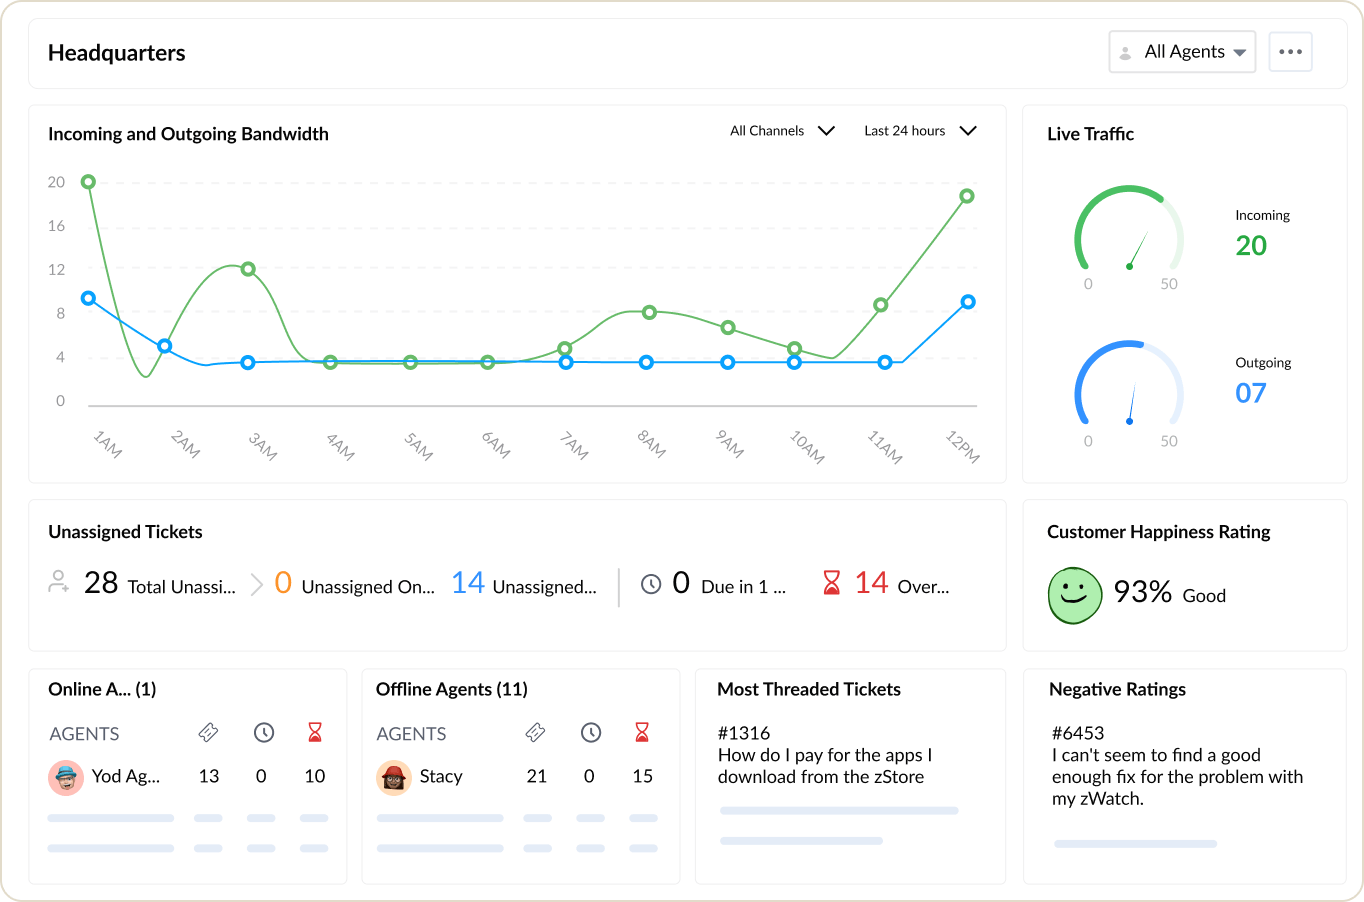 Headquarters
All Agents
Incoming and Outgoing Bandwidth
All Channels
Last 24 hours
20
16
12
8
4
0
1AM
2AM
3AM
4AM
5AM
6AM
7AM
8AM
9AM
10AM
11AM
12PM
Live Traffic
Incoming
20
0
50
Outgoing
07
0
50
Unassigned Tickets
28 Total Unassi...
0 Unassigned On...
14 Unassigned...
0 Due in 1 ...
14 Over...
Customer Happiness Rating
93% Good
Online A... (1)
AGENTS
Yod Ag... 13 0 10
Offline Agents (11)
AGENTS
Stacy 21 0 15
Most Threaded Tickets
#1316
How do I pay for the apps I
download from the zStore
Negative Ratings
#6453
I can't seem to find a good
enough fix for the problem with
my zWatch.